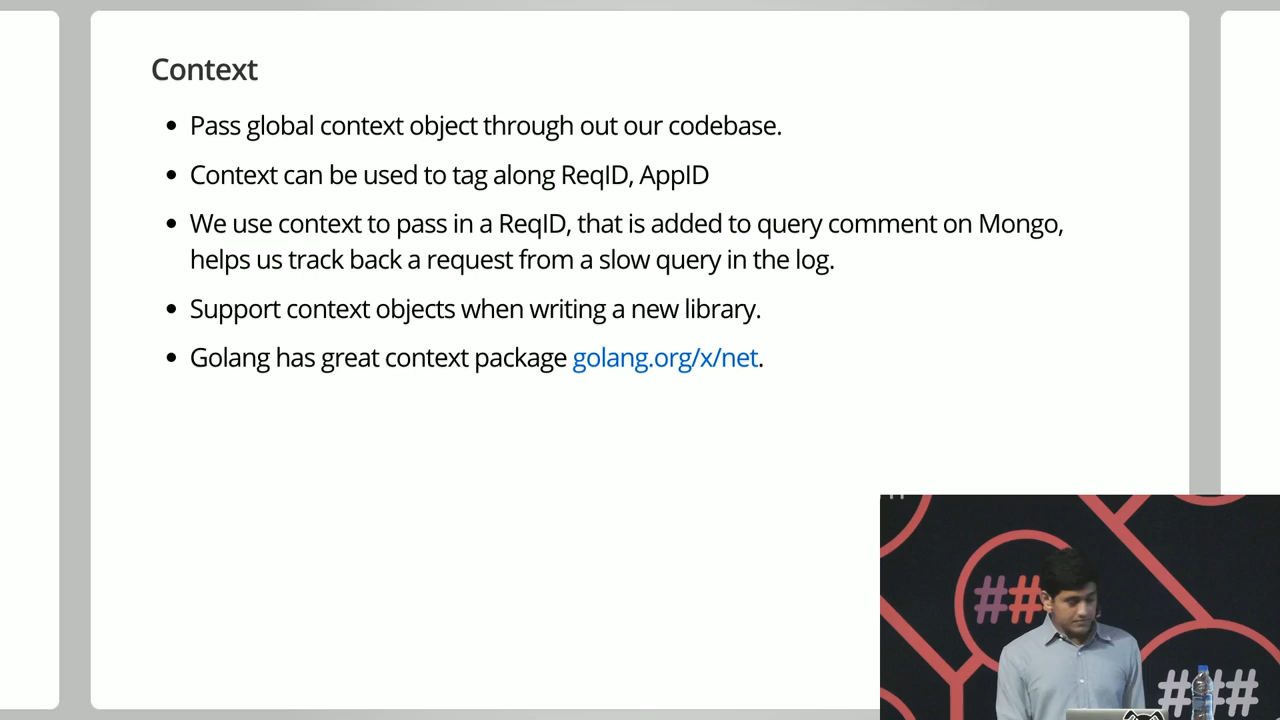 Context
Pass global context object through out our codebase.
Context can be used to tag along ReqID, AppID
We use context to pass in a ReqID, that is added to query comment on Mongo,
helps us track back a request from a slow query in the log.
Support context objects when writing a new library.
Golang has great context package golang.org/x/net.
##
###